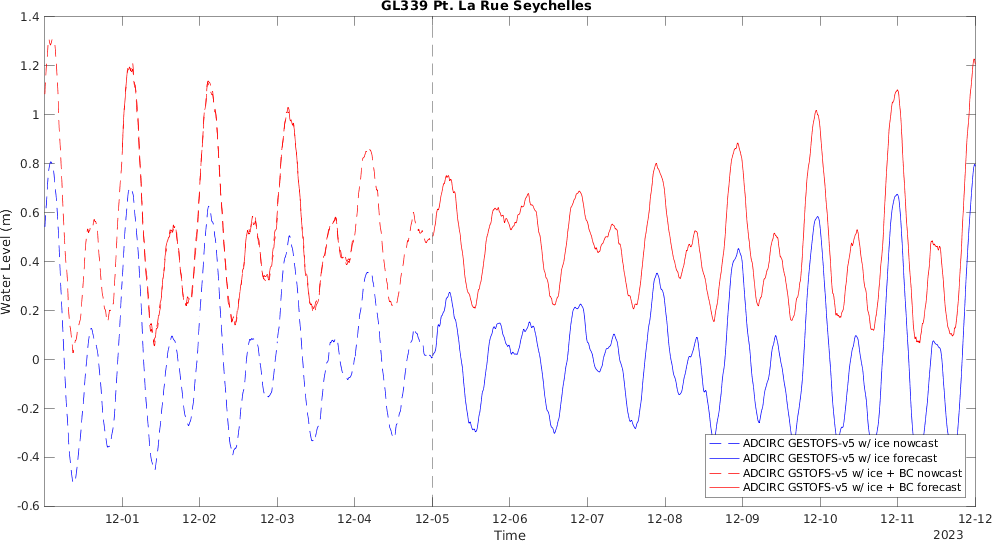 GL339 Pt. La Rue Seychelles
1.4
1.2
1
0.8
0.6
0.4
0.2
0
-0.2
-0.4
-0.6
Water Level (m)
ADCIRC GESTOFS-v5 w/ ice nowcast
ADCIRC GESTOFS-v5 w/ ice forecast
ADCIRC GSTOFS-v5 w/ ice + BC nowcast
ADCIRC GSTOFS-v5 w/ ice + BC forecast
12-01 12-02 12-03 12-04 12-05 12-06 12-07 12-08 12-09 12-10 12-11 12-12
Time
2023